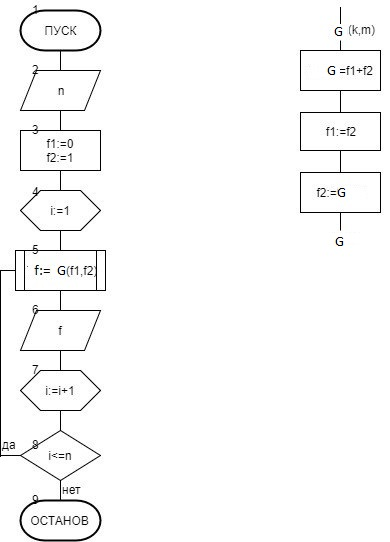 1
ПУСК
2
n
3
f1:=0
f2:=1
4
i:=1
5
f:= G(f1,f2)
6
f
7
i:=i+1
8
i<=n
да
нет
9
ОСТАНОВ
G (k,m)
G =f1+f2
f1:=f2
f2:=G
G